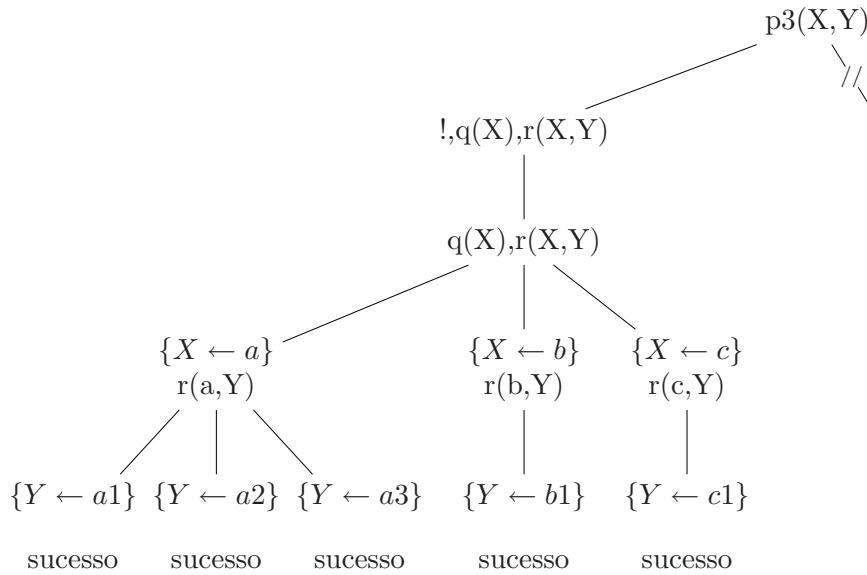 p3(X,Y)
//
!,q(X),r(X,Y)
q(X),r(X,Y)
{X ← a} {X ← b} {X ← c}
r(a,Y) r(b,Y) r(c,Y)
{Y ← a1} {Y ← a2} {Y ← a3} {Y ← b1} {Y ← c1}
sucesso sucesso sucesso sucesso sucesso